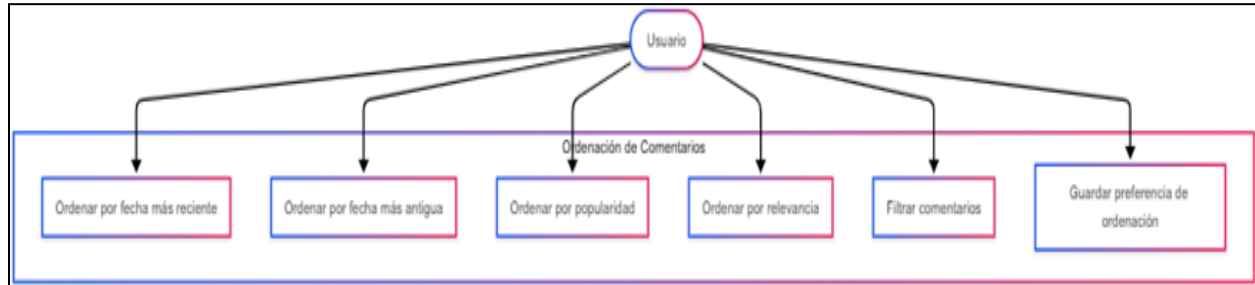 Usuario
Ordenación de Comentarios
Ordenar por fecha más reciente
Ordenar por fecha más antigua
Ordenar por popularidad
Ordenar por relevancia
Filtrar comentarios
Guardar preferencia de
ordenación